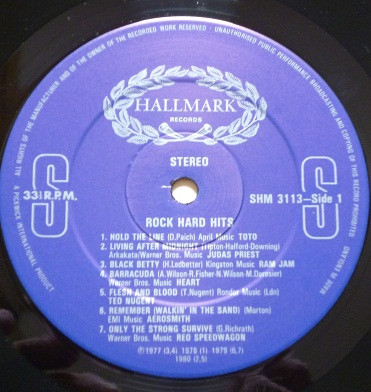 ALL RIGHTS OF THE MANUFACTURER AND OF THE OWNER OF THE RECORDED WORK RESERVED · UNAUTHORISED PUBLIC PERFORMANCE BROADCASTING AND COPYING OF THIS RECORD PROHIBITED
HALLMARK
RECORDS
STEREO
33⅓ R.P.M.
SHM 3113—Side 1
ROCK HARD HITS
1. HOLD THE LINE (D.Paich) April Music TOTO
2. LIVING AFTER MIDNIGHT (Tipton-Halford-Downing)
Arkakata/Warner Bros. Music JUDAS PRIEST
3. BLACK BETTY (H.Ledbetter) Kingston Music RAM JAM
4. BARRACUDA (A.Wilson-R.Fisher-N.Wilson-M.Derosier)
Warner Bros. Music HEART
5. FLESH AND BLOOD (T.Nugent) Rondor Music (Ldn)
TED NUGENT
6. REMEMBER (WALKIN' IN THE SAND) (Morton)
EMI Music AEROSMITH
7. ONLY THE STRONG SURVIVE (G.Richrath)
Warner Bros. Music REO SPEEDWAGON
℗1977 (3,4) 1978 (1) 1979 (6,7)
1980 (2,5)
A PICKWICK INTERNATIONAL PRODUCT
MADE IN ENGLAND